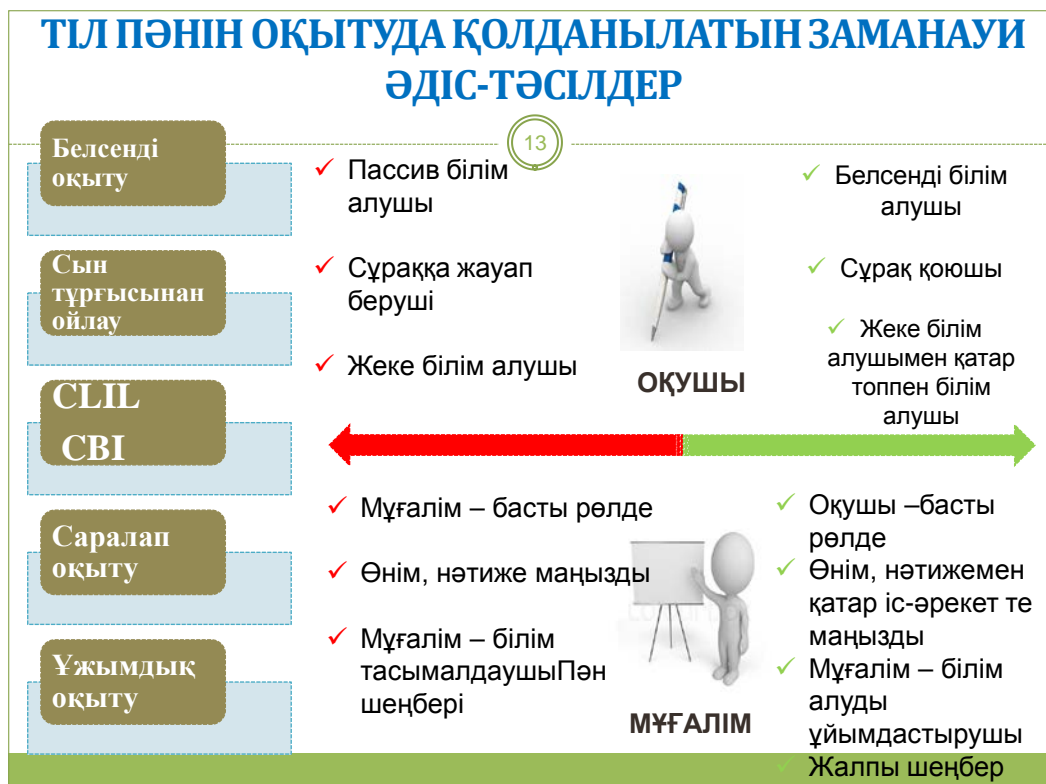 ТІЛ ПӘНІН ОҚЫТУДА ҚОЛДАНЫЛАТЫН ЗАМАНАУИ
ӘДІС-ТӘСІЛДЕР
13
Белсенді
оқыту
Сын
тұрғысынан
ойлау
CLIL
CBI
Саралап
оқыту
Ұжымдық
оқыту
Пассив білім
алушы
Сұраққа жауап
беруші
Жеке білім алушы
ОҚУШЫ
Белсенді білім
алушы
Сұрақ қоюшы
Жеке білім
алушымен қатар
топпен білім
алушы
Мұғалім – басты рөлде
Өнім, нәтиже маңызды
Мұғалім – білім
тасымалдаушыПән
шеңбері
МҰҒАЛІМ
Оқушы –басты
рөлде
Өнім, нәтижемен
қатар іс-әрекет те
маңызды
Мұғалім – білім
алуды
ұйымдастырушы
Жалпы шеңбер